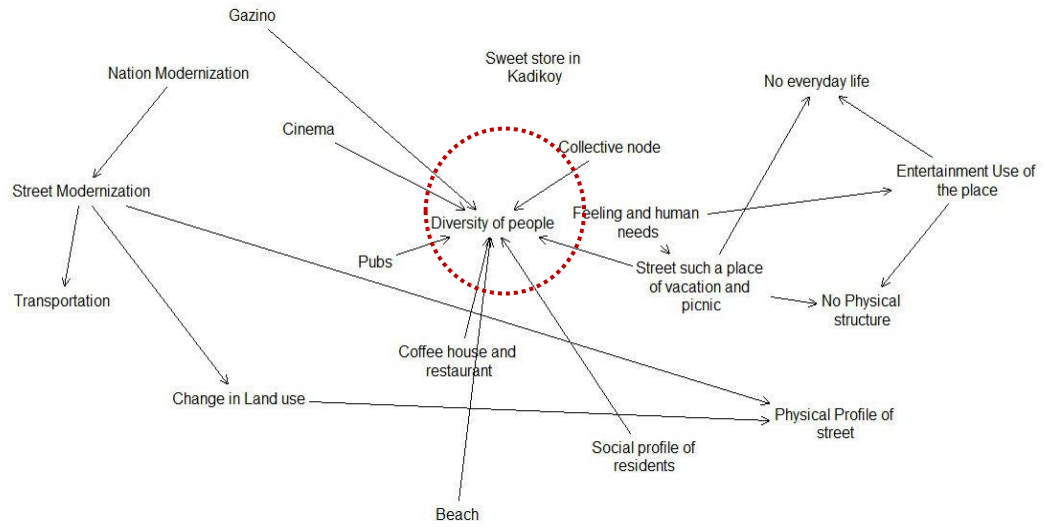 Gazino
Sweet store in
Kadikoy
Nation Modernization
No everyday life
Cinema
Collective node
Entertainment Use of
the place
Street Modernization
Feeling and human
needs
Diversity of people
Pubs
Street such a place
of vacation and
picnic
Transportation
No Physical
structure
Coffee house and
restaurant
Change in Land use
Physical Profile of
street
Social profile of
residents
Beach